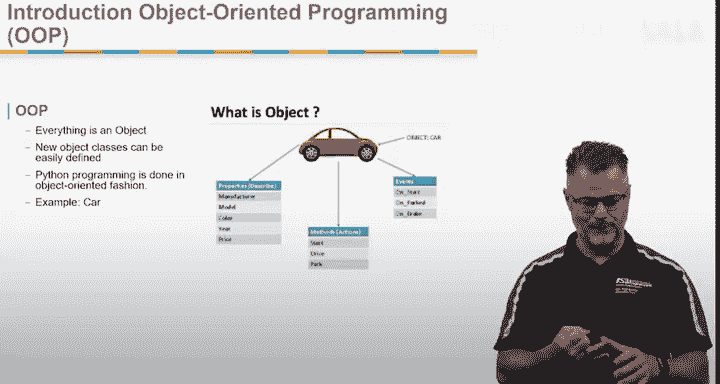 Introduction Object-Oriented Programming
(OOP)
OOP
– Everything is an Object
– New object classes can be
easily defined
– Python programming is done in
object-oriented fashion.
– Example: Car
What is Object ?
OBJECT: CAR
Properties (Describe)
Manufacturer
Model
Color
Year
Price
Methods (Actions)
Start
Drive
Park
Events
On_Start
On_Parked
On_Brake